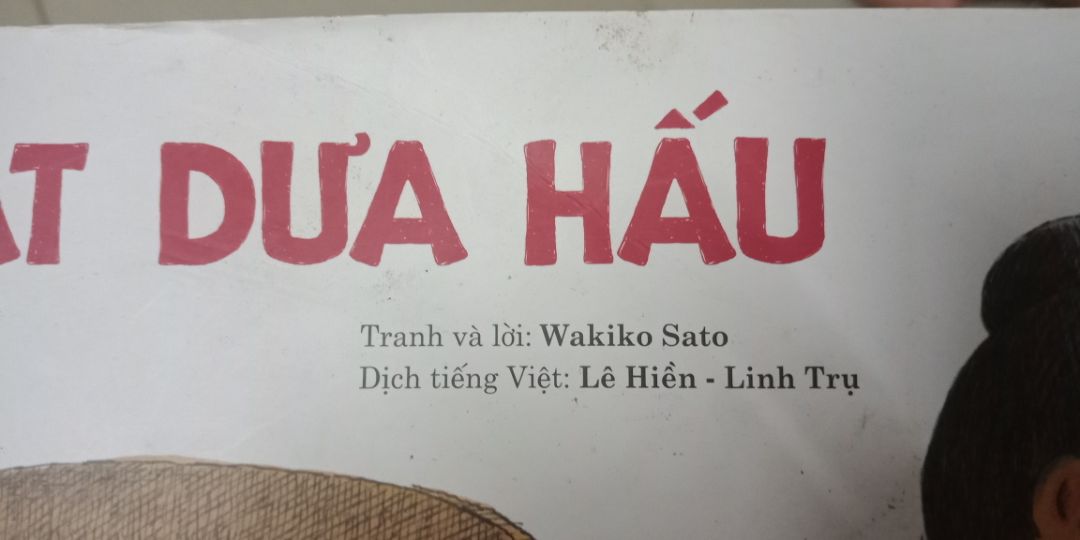 DƯA HẤU
Tranh và lời: Wakiko Sato
Dịch tiếng Việt: Lê Hiền - Linh Trụ